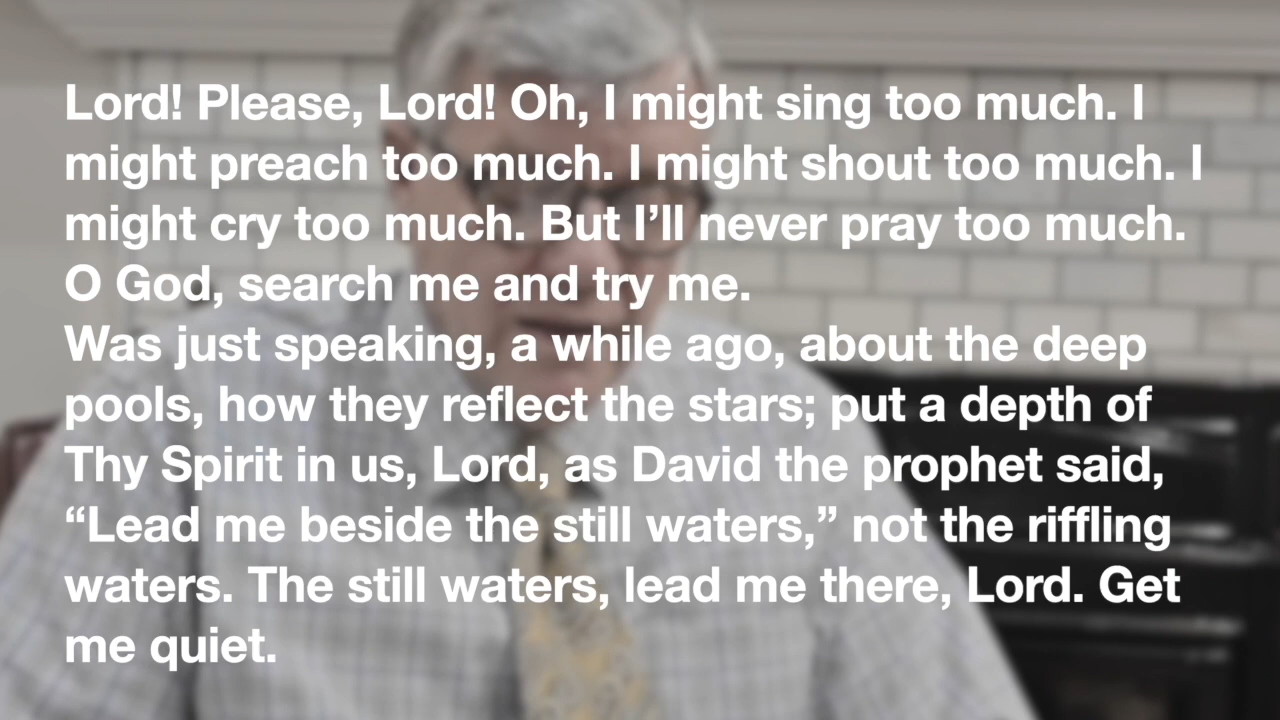 Lord! Please, Lord! Oh, I might sing too much. I
might preach too much. I might shout too much. I
might cry too much. But I’ll never pray too much.
O God, search me and try me.
Was just speaking, a while ago, about the deep
pools, how they reflect the stars; put a depth of
Thy Spirit in us, Lord, as David the prophet said,
“Lead me beside the still waters,” not the riffling
waters. The still waters, lead me there, Lord. Get
me quiet.